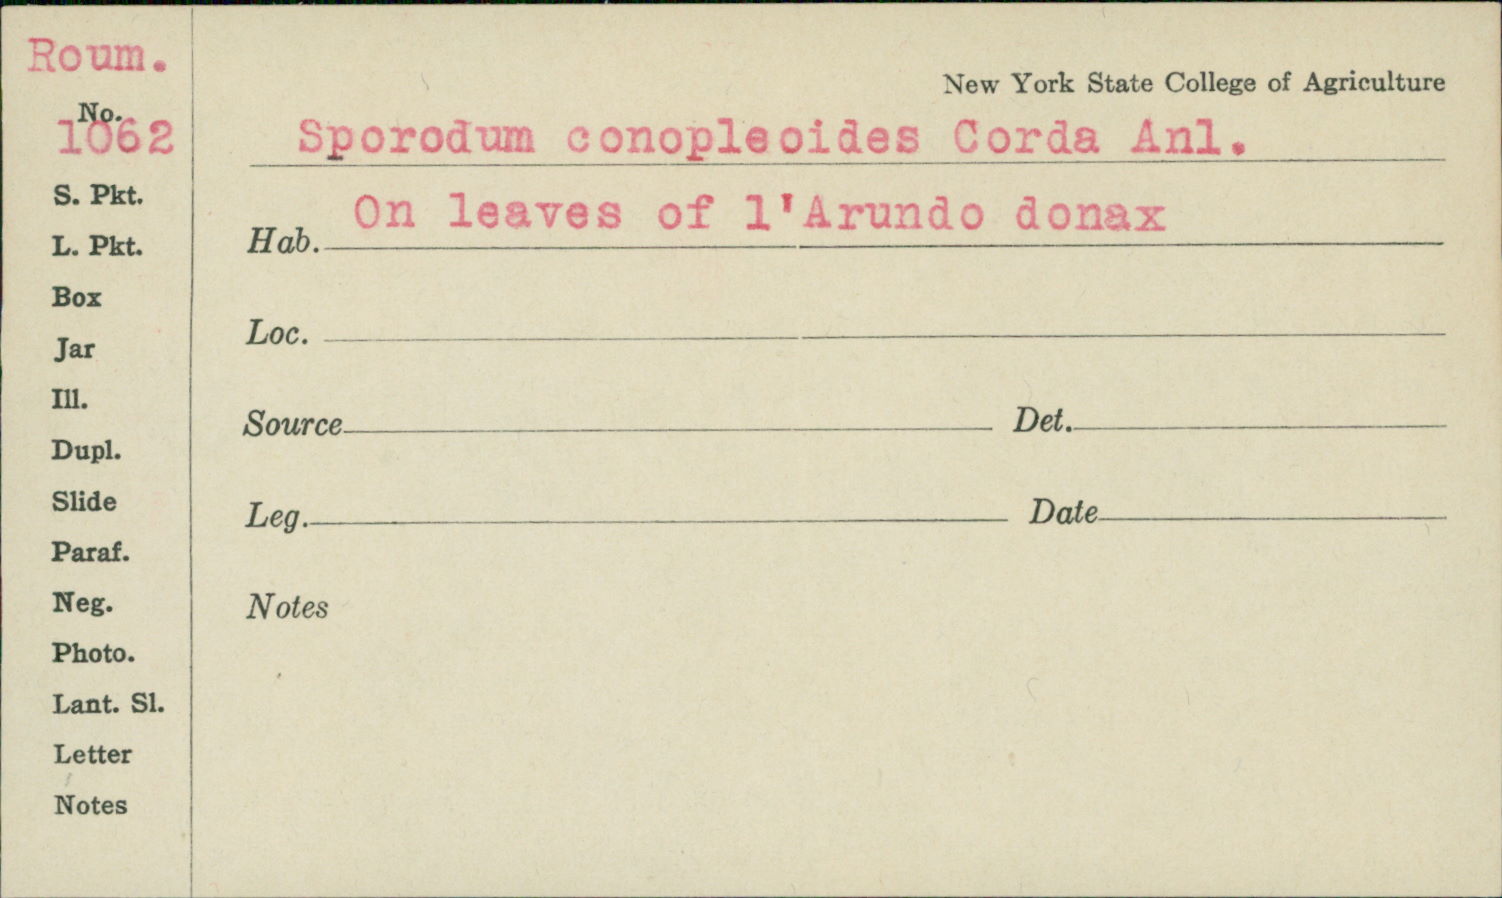 Roum.
No.
1062
S. Pkt.
L. Pkt.
Box
Jar
Ill.
Dupl.
Slide
Paraf.
Neg.
Photo.
Lant. Sl.
Letter
Notes
New York State College of Agriculture
Sporodum conopleoides Corda Anl.
Hab. On leaves of l'Arundo donax
Loc.
Source Det.
Leg. Date
Notes